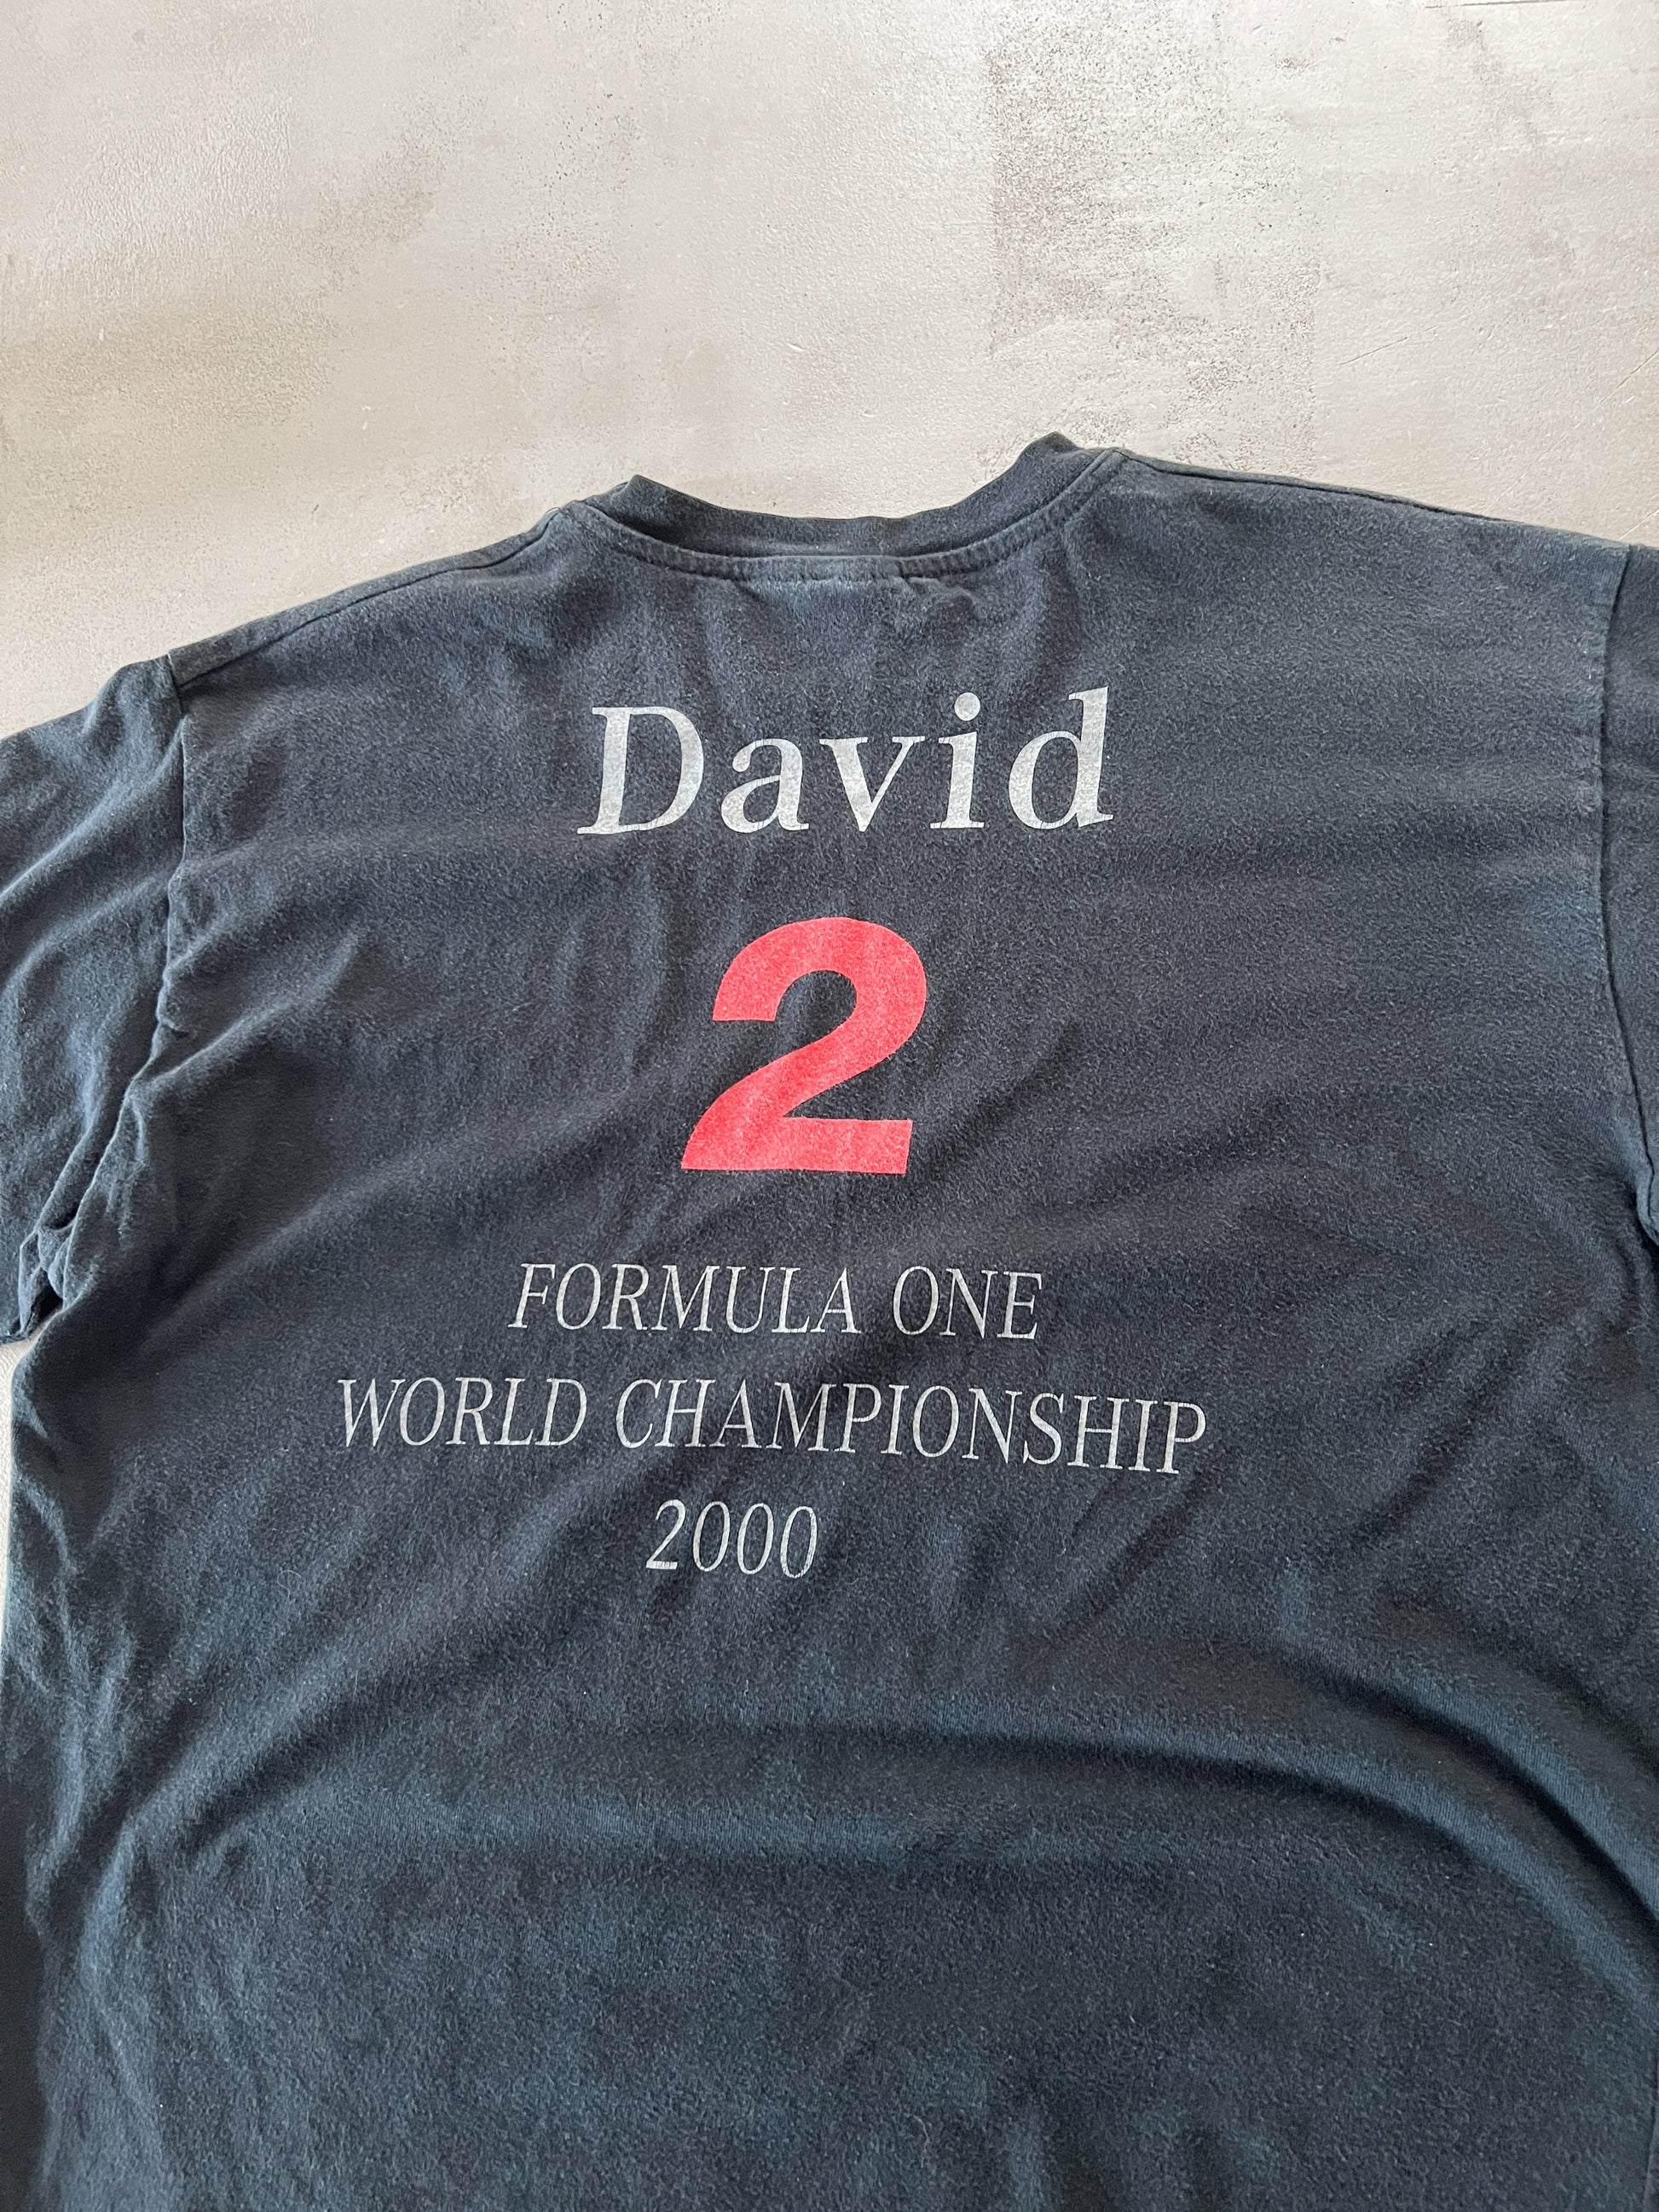 David
2
FORMULA ONE
WORLD CHAMPIONSHIP
2000